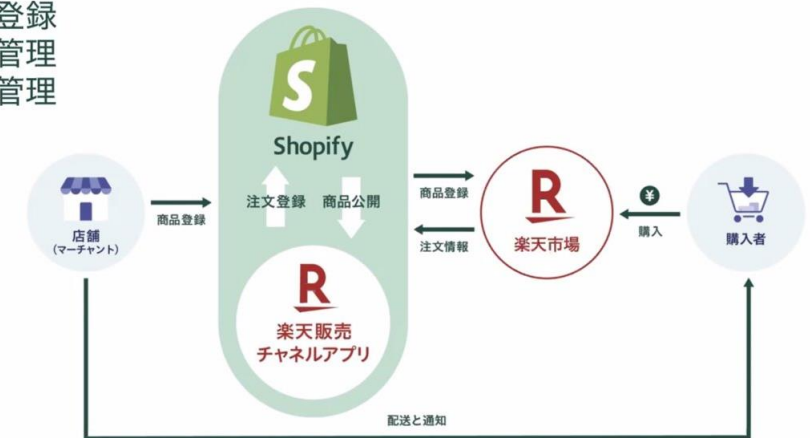 登録
管理
管理
Shopify
注文登録 商品公開
商品登録
商品登録
注文情報
店舗
(マーチャント)
R
楽天市場
¥
購入
購入者
R
楽天販売
チャネルアプリ
配送と通知